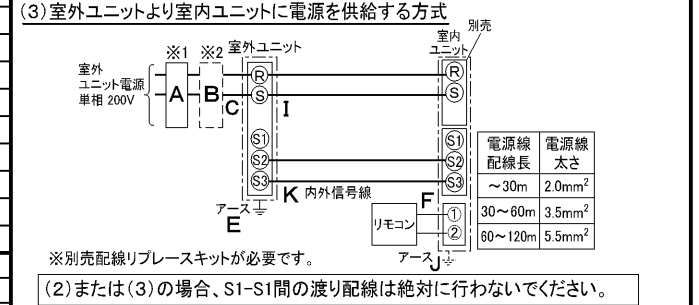 (3)室外ユニットより室内ユニットに電源を供給する方式
※1 ※2 室外ユニット
室内
ユニット
別売
室外
ユニット電源
単相 200V
A B C I
R
S
S1
S2
S3
R
S
S1
S2
S3
K 内外信号線
アース
E
F
リモコン
①
②
アース J
電源線
配線長
電源線
太さ
～30m 2.0mm²
30～60m 3.5mm²
60～120m 5.5mm²
※別売配線リプレースキットが必要です。
(2)または(3)の場合、S1-S1間の渡り配線は絶対に行わないでください。